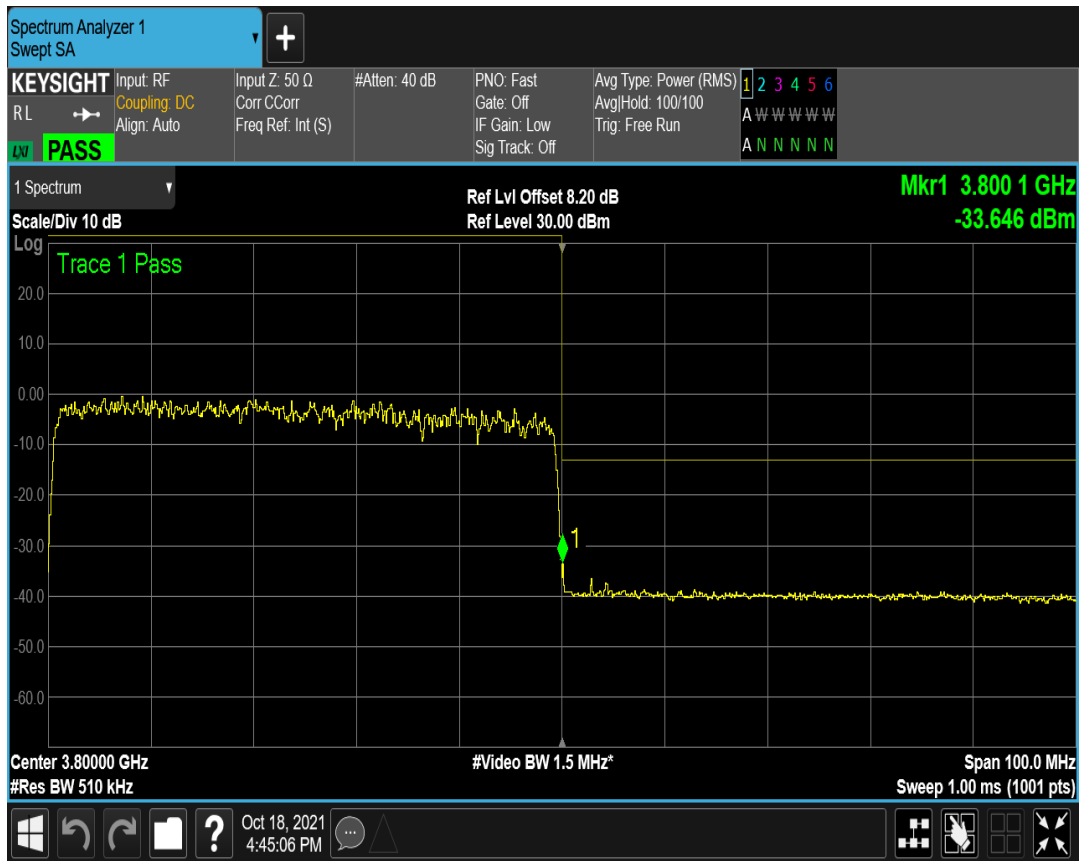 Spectrum Analyzer 1
Swept SA
+
KEYSIGHT
RL
LXI PASS
Input: RF
Coupling: DC
Align: Auto
Input Z: 50 Ω
Corr CCorr
Freq Ref: Int (S)
#Atten: 40 dB
PNO: Fast
Gate: Off
IF Gain: Low
Sig Track: Off
Avg Type: Power (RMS)
Avg|Hold: 100/100
Trig: Free Run
1 2 3 4 5 6
A W W W W W
A N N N N N
1 Spectrum
Scale/Div 10 dB
Ref Lvl Offset 8.20 dB
Ref Level 30.00 dBm
Mkr1 3.800 1 GHz
-33.646 dBm
Log
Trace 1 Pass
20.0
10.0
0.00
-10.0
-20.0
-30.0
1
-40.0
-50.0
-60.0
Center 3.80000 GHz
#Video BW 1.5 MHz*
Span 100.0 MHz
#Res BW 510 kHz
Sweep 1.00 ms (1001 pts)
?
Oct 18, 2021
4:45:06 PM